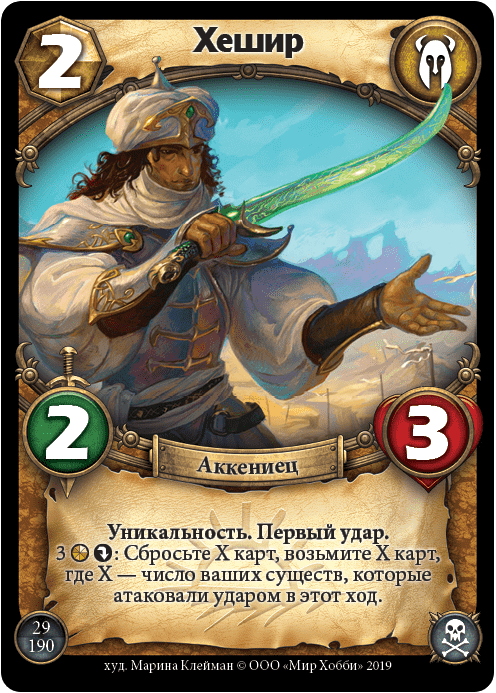 2
Хешир
2
3
Аккениец
Уникальность. Первый удар.
3 : Сбросьте X карт, возьмите X карт,
где X — число ваших существ, которые
атаковали ударом в этот ход.
29
190
худ. Марина Клейман © ООО «Мир Хобби» 2019